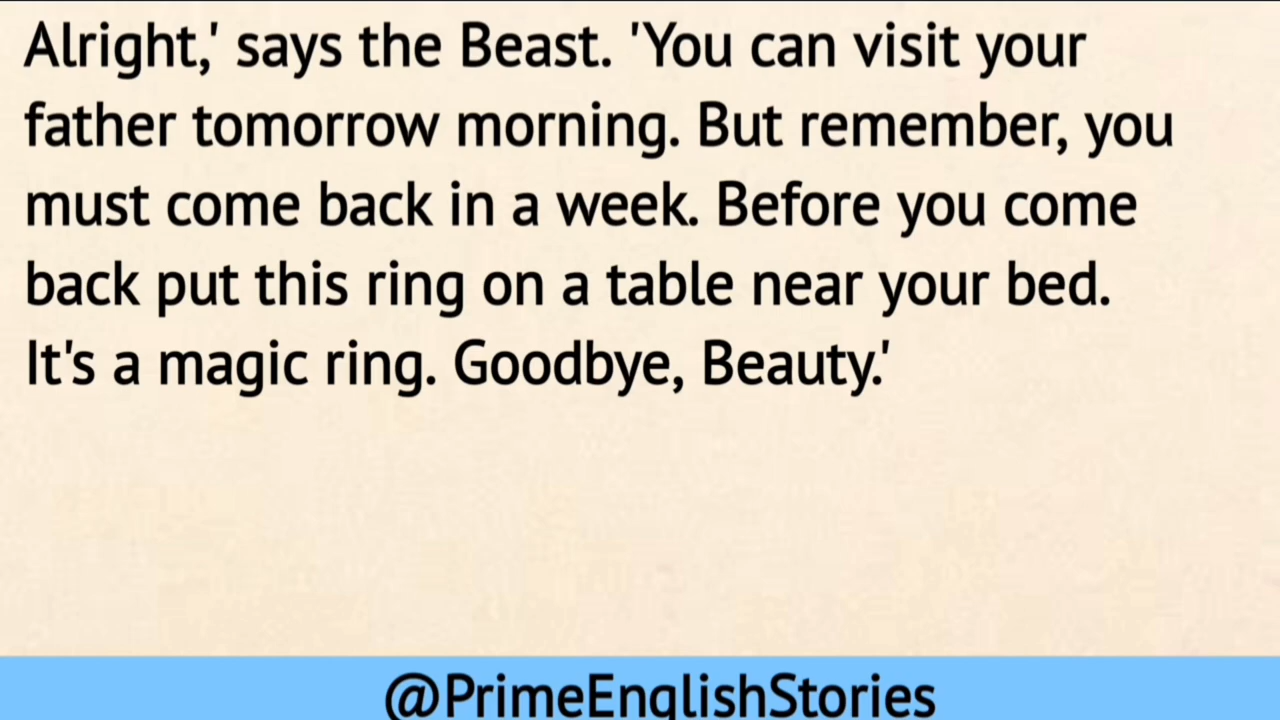 Alright,' says the Beast. 'You can visit your
father tomorrow morning. But remember, you
must come back in a week. Before you come
back put this ring on a table near your bed.
It's a magic ring. Goodbye, Beauty.'
@PrimeEnglishStories